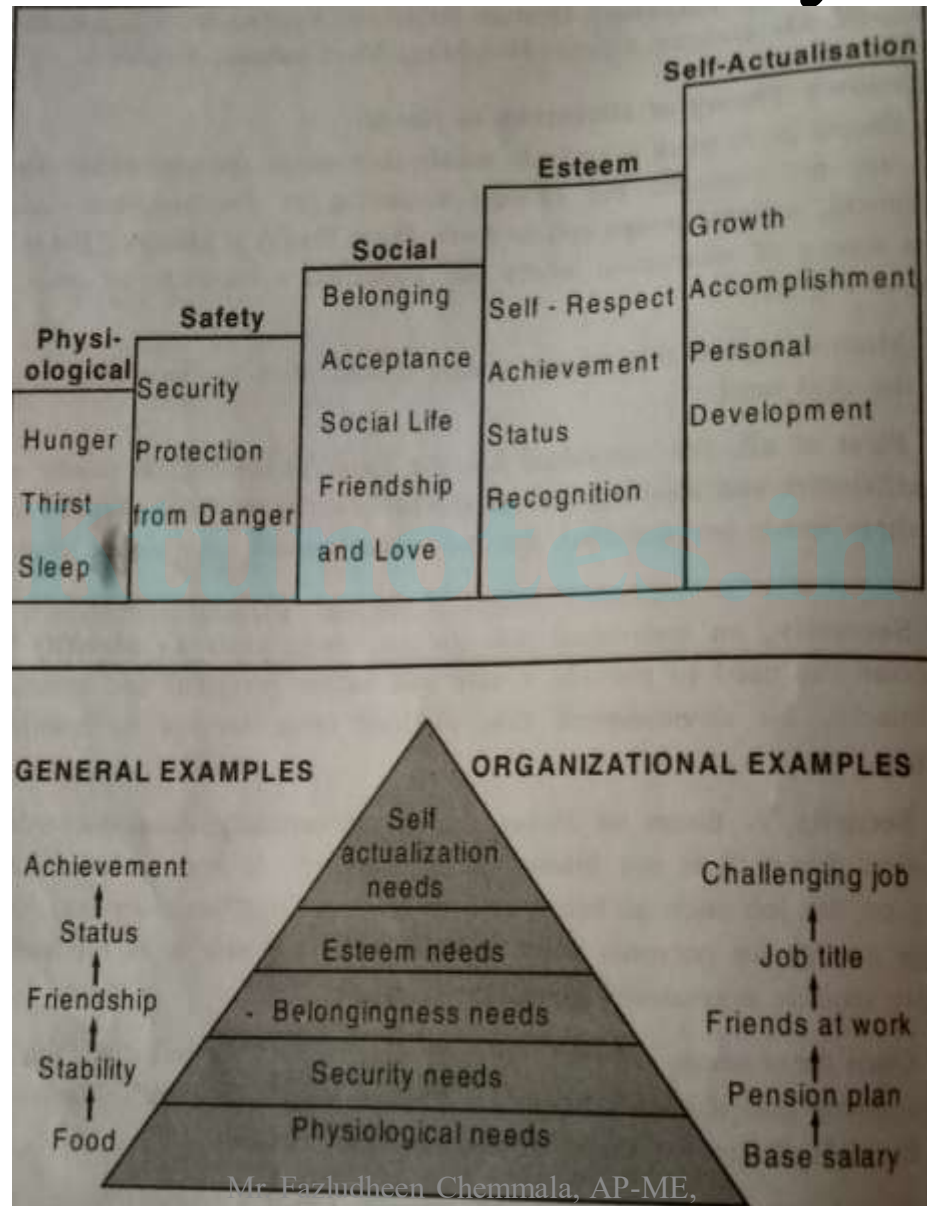 Self-Actualisation
Esteem
Social
Safety
Physi-
ological
Hunger
Thirst
Sleep
Security
Protection
from Danger
Belonging
Acceptance
Social Life
Friendship
and Love
Self - Respect
Achievement
Status
Recognition
Growth
Accomplishment
Personal
Development
Ktunotes.in
GENERAL EXAMPLES
ORGANIZATIONAL EXAMPLES
Achievement
Status
Friendship
Stability
Food
Self
actualization
needs
Esteem needs
Belongingness needs
Security needs
Physiological needs
Challenging job
Job title
Friends at work
Pension plan
Base salary
Mr. Fazludheen Chemmala, AP-ME,